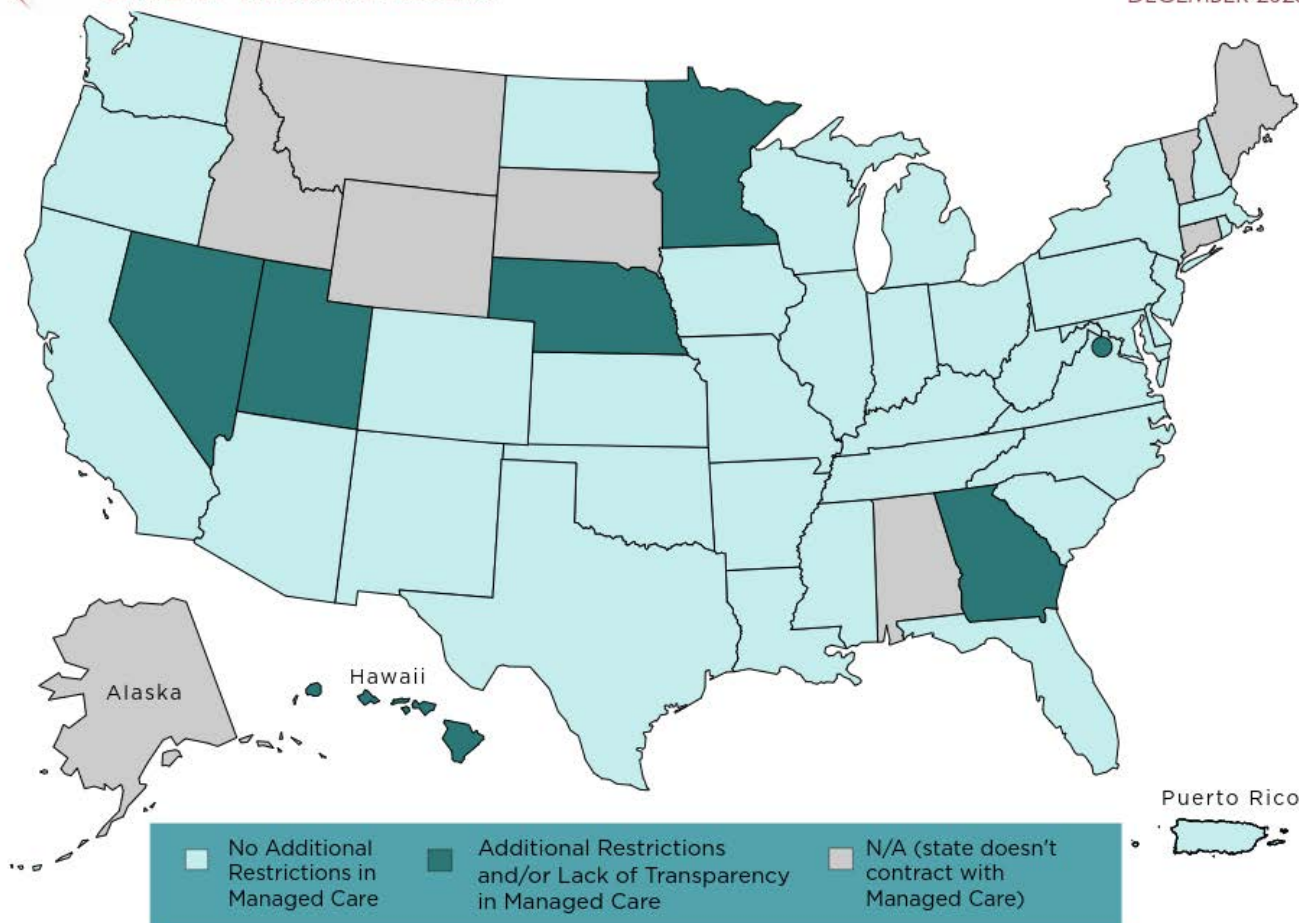 Alaska
Hawaii
Puerto Rico
No Additional
Restrictions in
Managed Care
Additional Restrictions
and/or Lack of Transparency
in Managed Care
N/A (state doesn't
contract with
Managed Care)